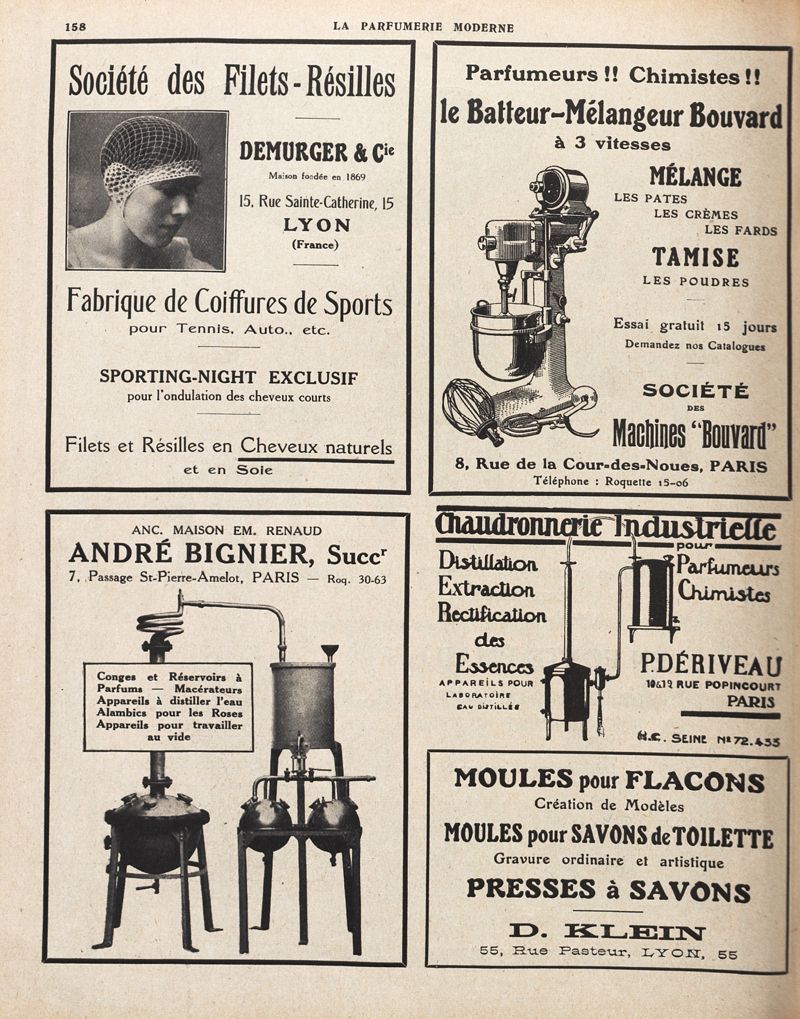 158
LA PARFUMERIE MODERNE
Société des Filets-Résilles
DEMURGER & Cie
Maison fondée en 1869
15, Rue Sainte-Catherine, 15
LYON
(France)
Fabrique de Coiffures de Sports
pour Tennis, Auto., etc.
SPORTING-NIGHT EXCLUSIF
pour l'ondulation des cheveux courts
Filets et Résilles en Cheveux naturels
et en Soie
Parfumeurs !! Chimistes !!
le Batteur-Mélangeur Bouvard
à 3 vitesses
MÉLANGE
LES PATES
LES CRÈMES
LES FARDS
TAMISE
LES POUDRES
Essai gratuit 15 jours
Demandez nos Catalogues
SOCIÉTÉ
DES
Machines "Bouvard"
8, Rue de la Cour-des-Noues, PARIS
Téléphone : Roquette 15-06
ANC. MAISON EM. RENAUD
ANDRÉ BIGNIER, Succr
7, Passage St-Pierre-Amelot, PARIS — Roq. 30-63
Conges et Réservoirs à
Parfums — Macérateurs
Appareils à distiller l'eau
Alambics pour les Roses
Appareils pour travailler
au vide
Chaudronnerie Industrielle
pour
Parfumeurs
Chimistes
Distillation
Extraction
Rectification
des
Essences
APPAREILS POUR
LABORATOIRE
EAU DISTILLÉE
P. DÉRIVEAU
10 & 12 RUE POPINCOURT
PARIS
R.C. SEINE No 72.433
MOULES pour FLACONS
Création de Modèles
MOULES pour SAVONS de TOILETTE
Gravure ordinaire et artistique
PRESSES à SAVONS
D. KLEIN
55, Rue Pasteur, LYON, 55